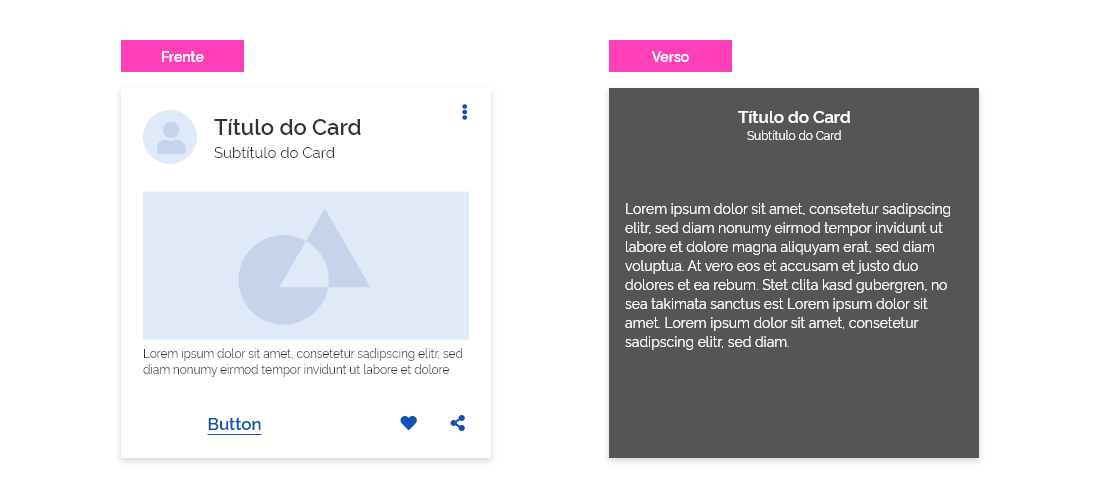 Frente
Título do Card
Subtítulo do Card
Lorem ipsum dolor sit amet, consetetur sadipscing elitr, sed
diam nonumy eirmod tempor invidunt ut labore et dolore
Button
Verso
Título do Card
Subtítulo do Card
Lorem ipsum dolor sit amet, consetetur sadipscing
elitr, sed diam nonumy eirmod tempor invidunt ut
labore et dolore magna aliquyam erat, sed diam
voluptua. At vero eos et accusam et justo duo
dolores et ea rebum. Stet clita kasd gubergren, no
sea takimata sanctus est Lorem ipsum dolor sit
amet. Lorem ipsum dolor sit amet, consetetur
sadipscing elitr, sed diam.